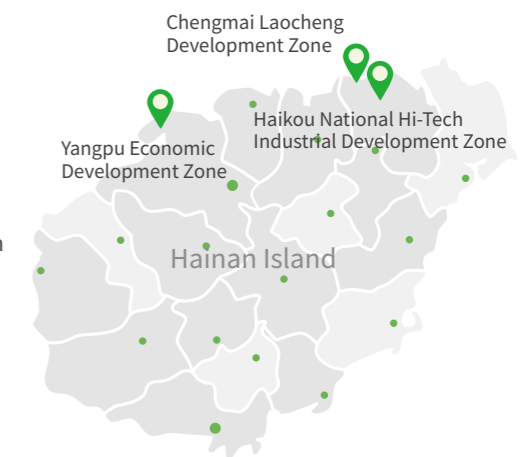 Chengmai Laocheng
Development Zone
Haikou National Hi-Tech
Industrial Development Zone
Yangpu Economic
Development Zone
Hainan Island